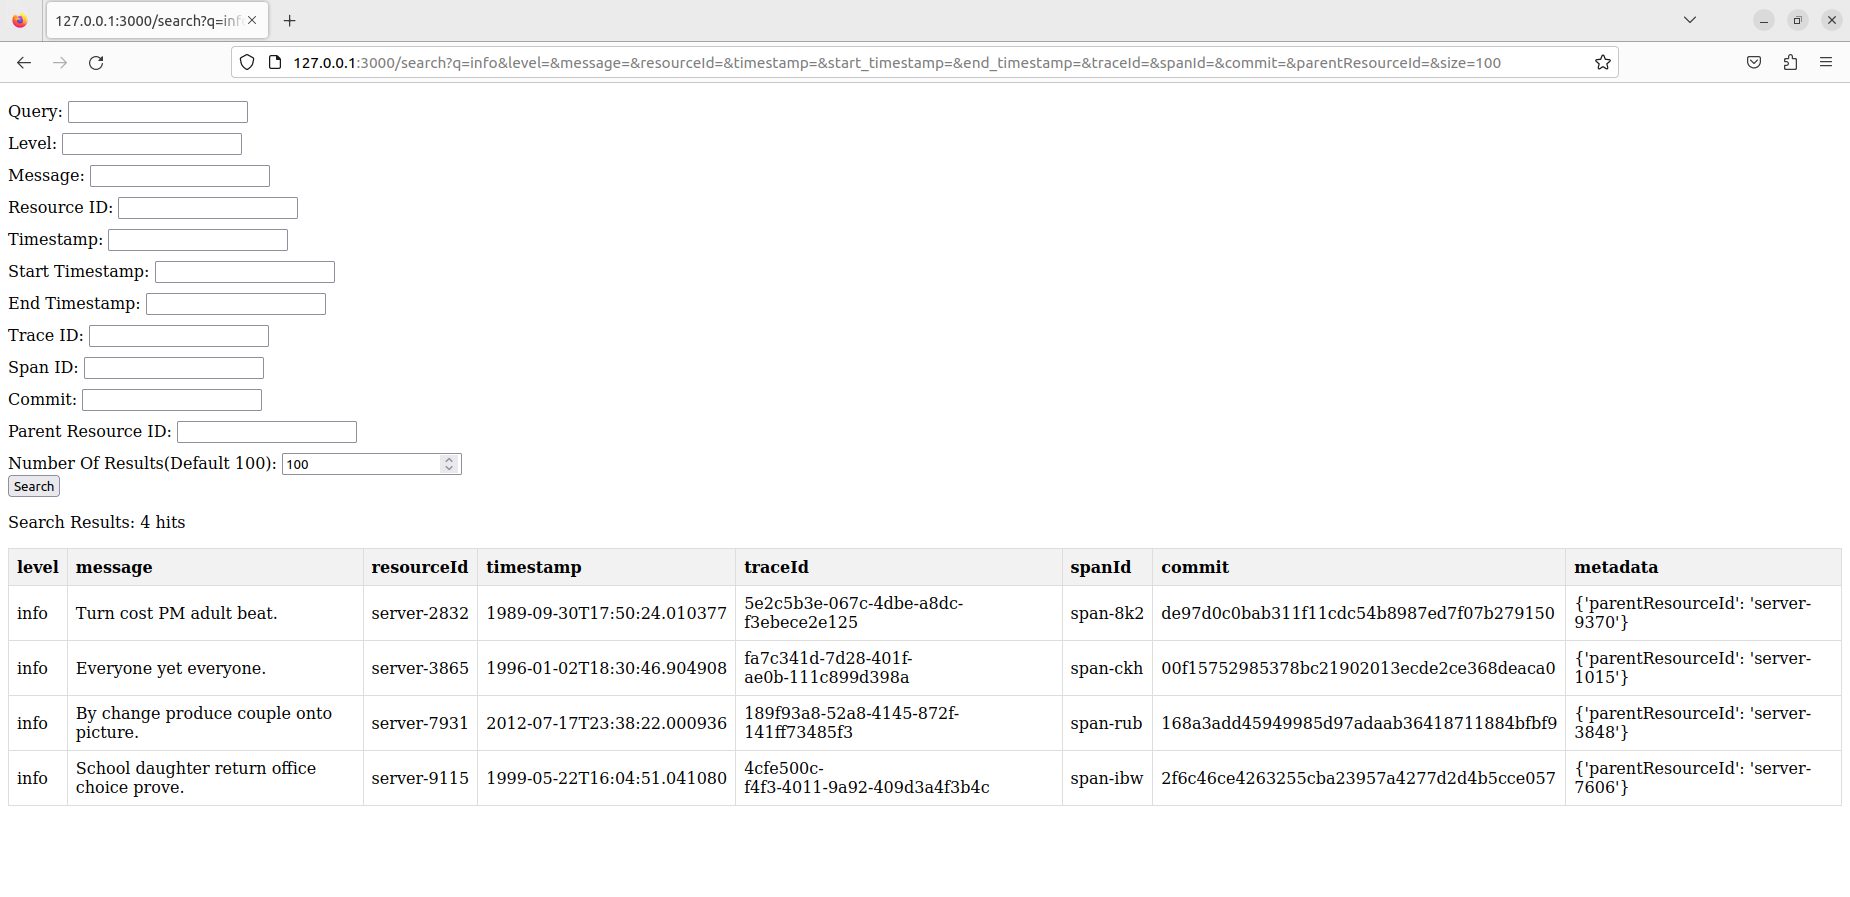 127.0.0.1:3000/search?q=inf
127.0.0.1:3000/search?q=info&level=&message=&resourceId=&timestamp=&start_timestamp=&end_timestamp=&traceId=&spanId=&commit=&parentResourceId=&size=100
Query:
Level:
Message:
Resource ID:
Timestamp:
Start Timestamp:
End Timestamp:
Trace ID:
Span ID:
Commit:
Parent Resource ID:
Number Of Results(Default 100): 100
Search
Search Results: 4 hits
level message resourceId timestamp traceId spanId commit metadata
info Turn cost PM adult beat. server-2832 1989-09-30T17:50:24.010377 5e2c5b3e-067c-4dbe-a8dc- span-8k2 de97d0c0bab311f11cdc54b8987ed7f07b279150 {'parentResourceId': 'server-
f3ebece2e125 9370'}
info Everyone yet everyone. server-3865 1996-01-02T18:30:46.904908 fa7c341d-7d28-401f- span-ckh 00f15752985378bc21902013ecde2ce368deaca0 {'parentResourceId': 'server-
ae0b-111c899d398a 1015'}
info By change produce couple onto server-7931 2012-07-17T23:38:22.000936 189f93a8-52a8-4145-872f- span-rub 168a3add45949985d97adaab36418711884bfbf9 {'parentResourceId': 'server-
picture. 141ff73485f3 3848'}
info School daughter return office server-9115 1999-05-22T16:04:51.041080 4cfe500c- span-ibw 2f6c46ce4263255cba23957a4277d2d4b5cce057 {'parentResourceId': 'server-
choice prove. f4f3-4011-9a92-409d3a4f3b4c 7606'}